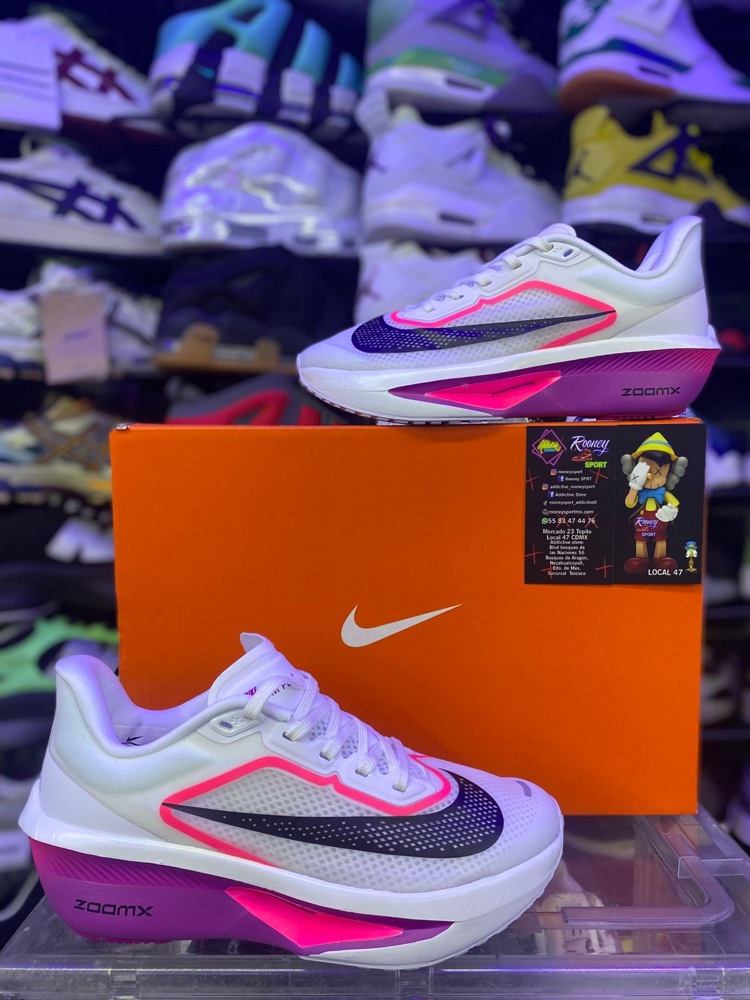 ZOOMX
Addictive
STORE
Rooney
SPORT
rooneyssport
Rooney SPRT
addictive_rooneysport
Addictive Store
rooneysport_addictive0
rooneysportmx.com
55 83 47 44 76
Mercado 23 Tepito
Local 47 CDMX
Addictive store:
Blvd bosques de
las Naciones 56
Bosques de Aragon,
Nezahualcoyolt,
Edo. de Mex.
Sucursal Texcoco
Rooney
SPORT
LOCAL 47
NIKE
ZOOMX